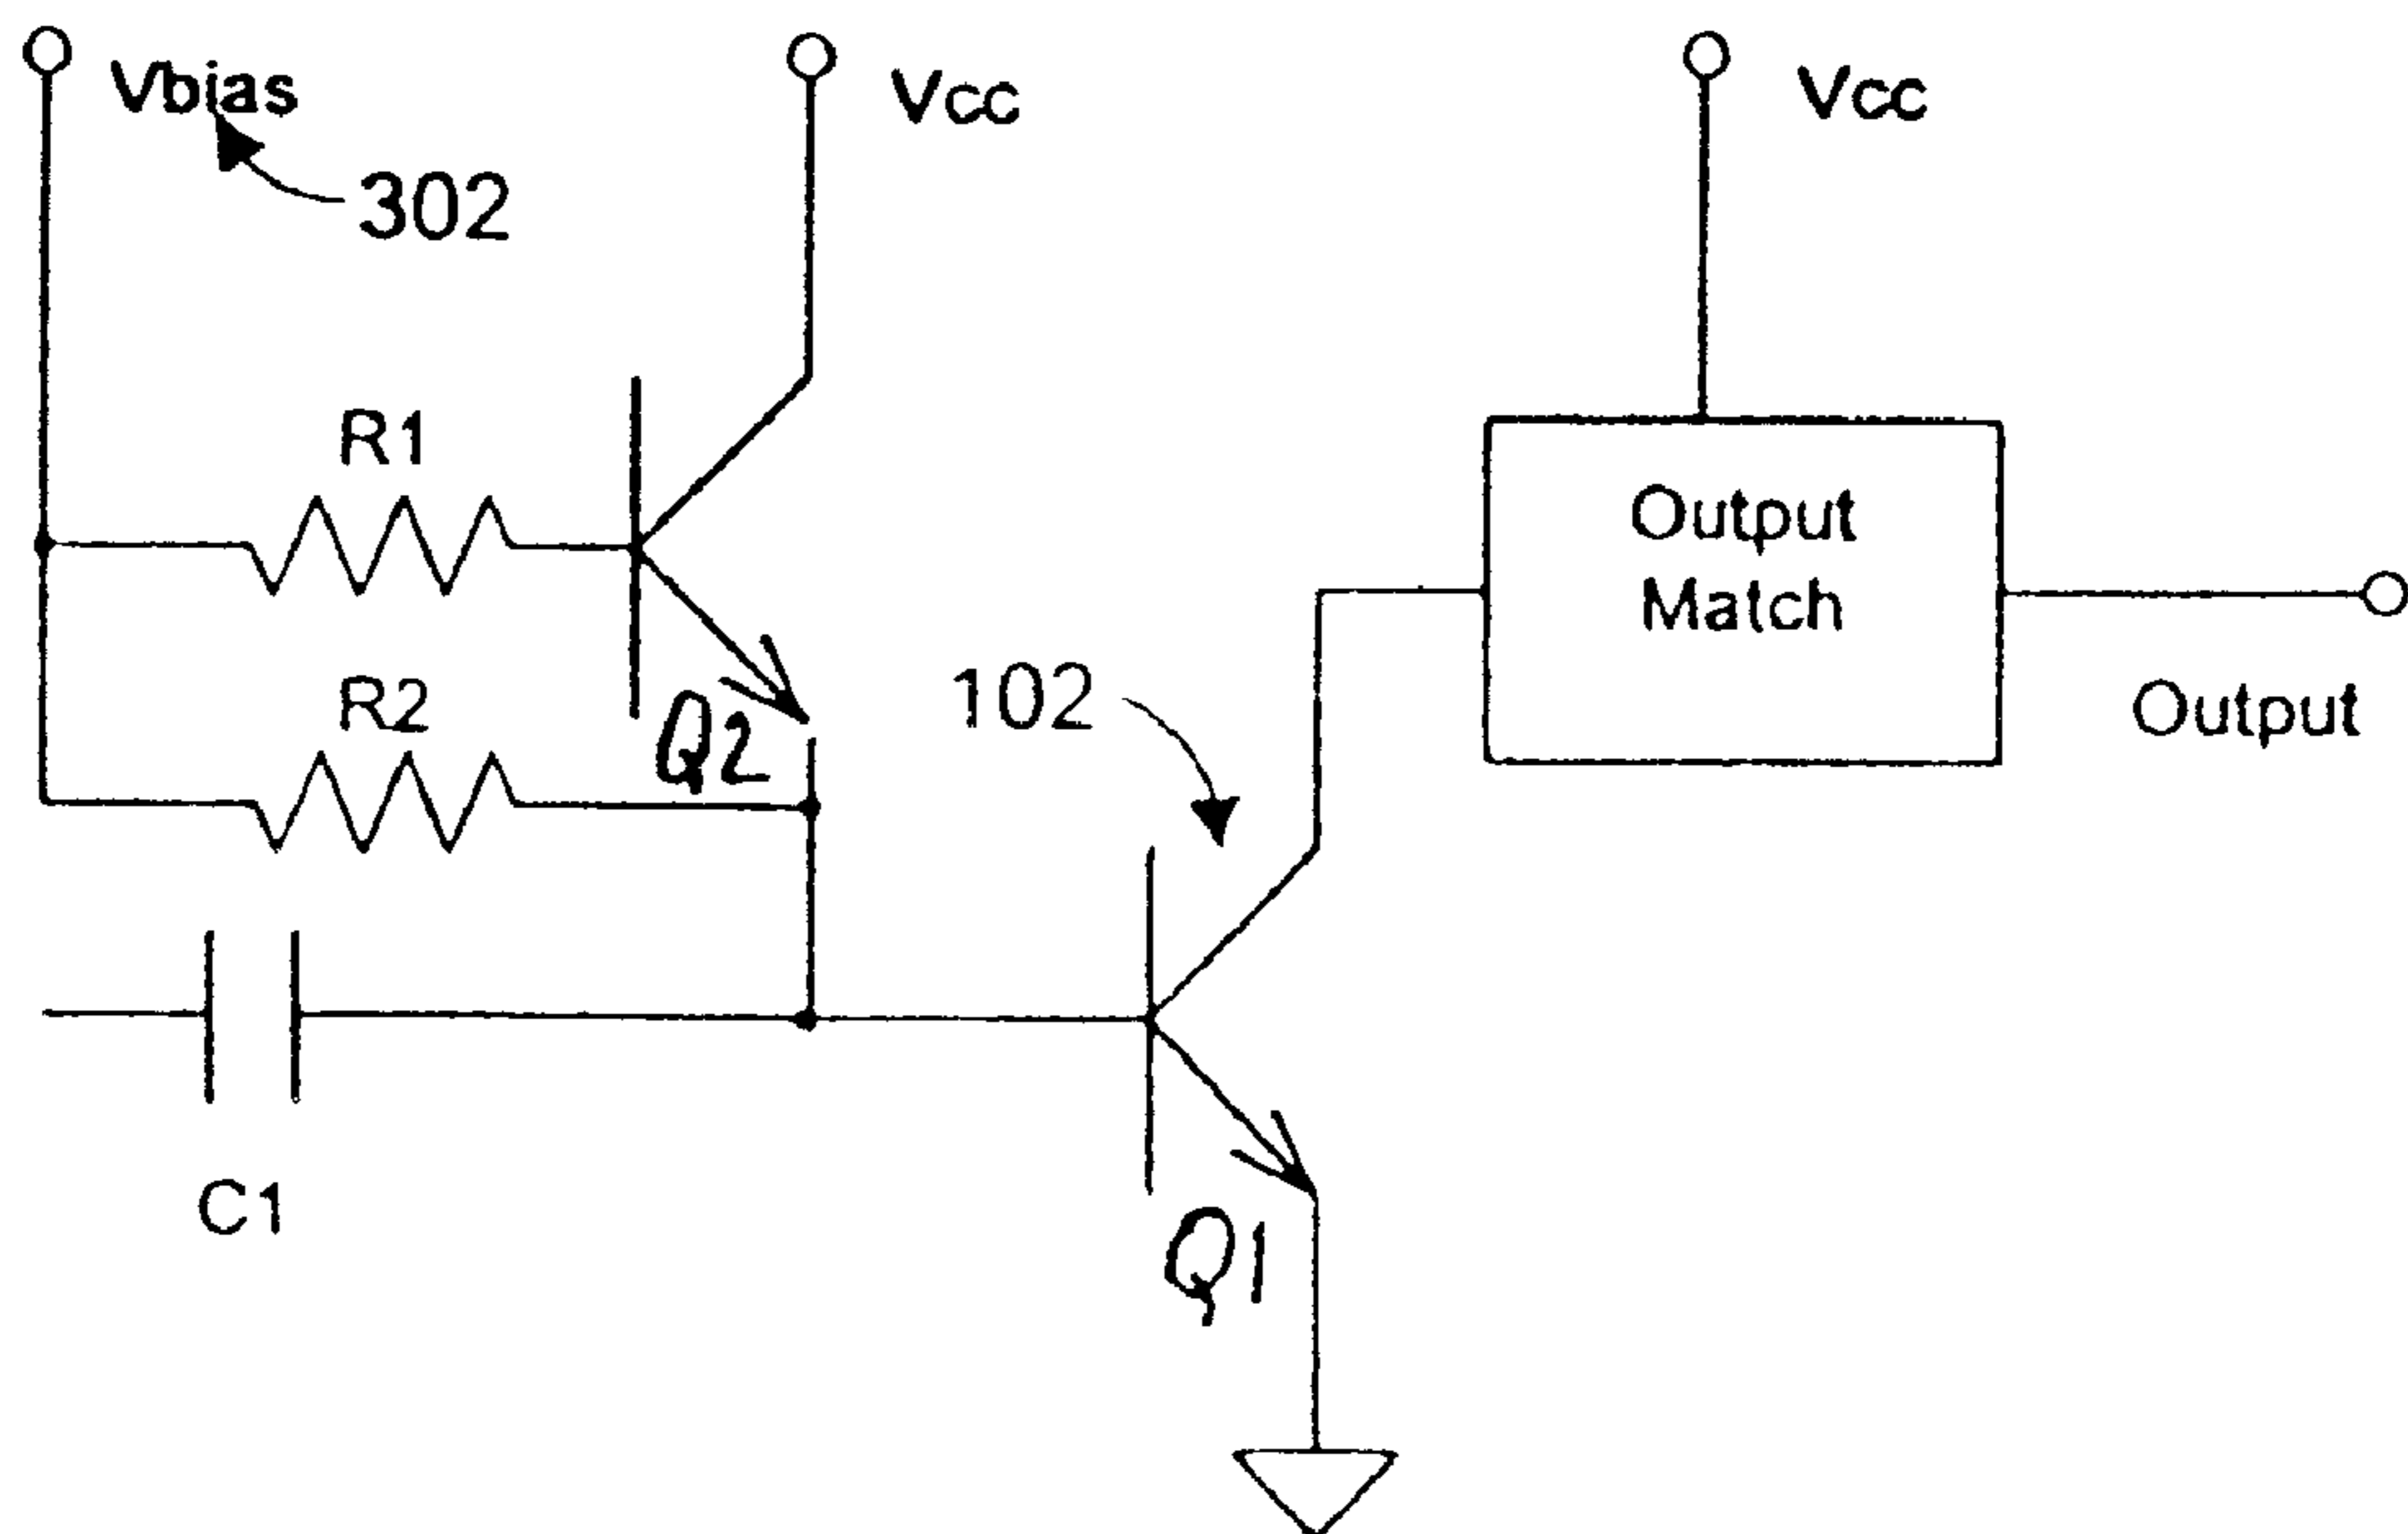 Vbias
Vcc
Vcc
302
R1
Output
Match
R2
Q2
102
Output
C1
Q1